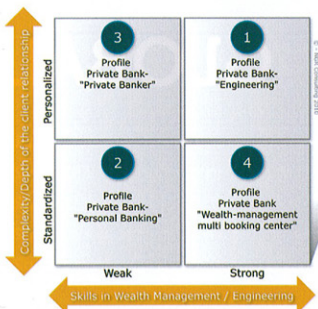 Complexity/Depth of the client relationship
Personalized
Standardized
3
Profile
Private Bank-
"Private Banker"
1
Profile
Private Bank-
"Engineering"
2
Profile
Private Bank-
"Personal Banking"
4
Profile
Private Bank
"Wealth-management
multi booking center"
Weak
Strong
Skills in Wealth Management / Engineering